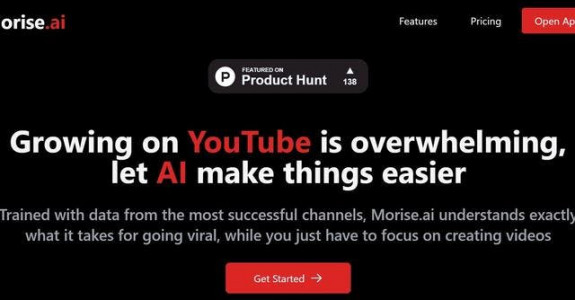 orise.ai
Features
Pricing
Open Ap
FEATURED ON
Product Hunt
138
Growing on YouTube is overwhelming,
let AI make things easier
Trained with data from the most successful channels, Morise.ai understands exactly
what it takes for going viral, while you just have to focus on creating videos
Get Started →